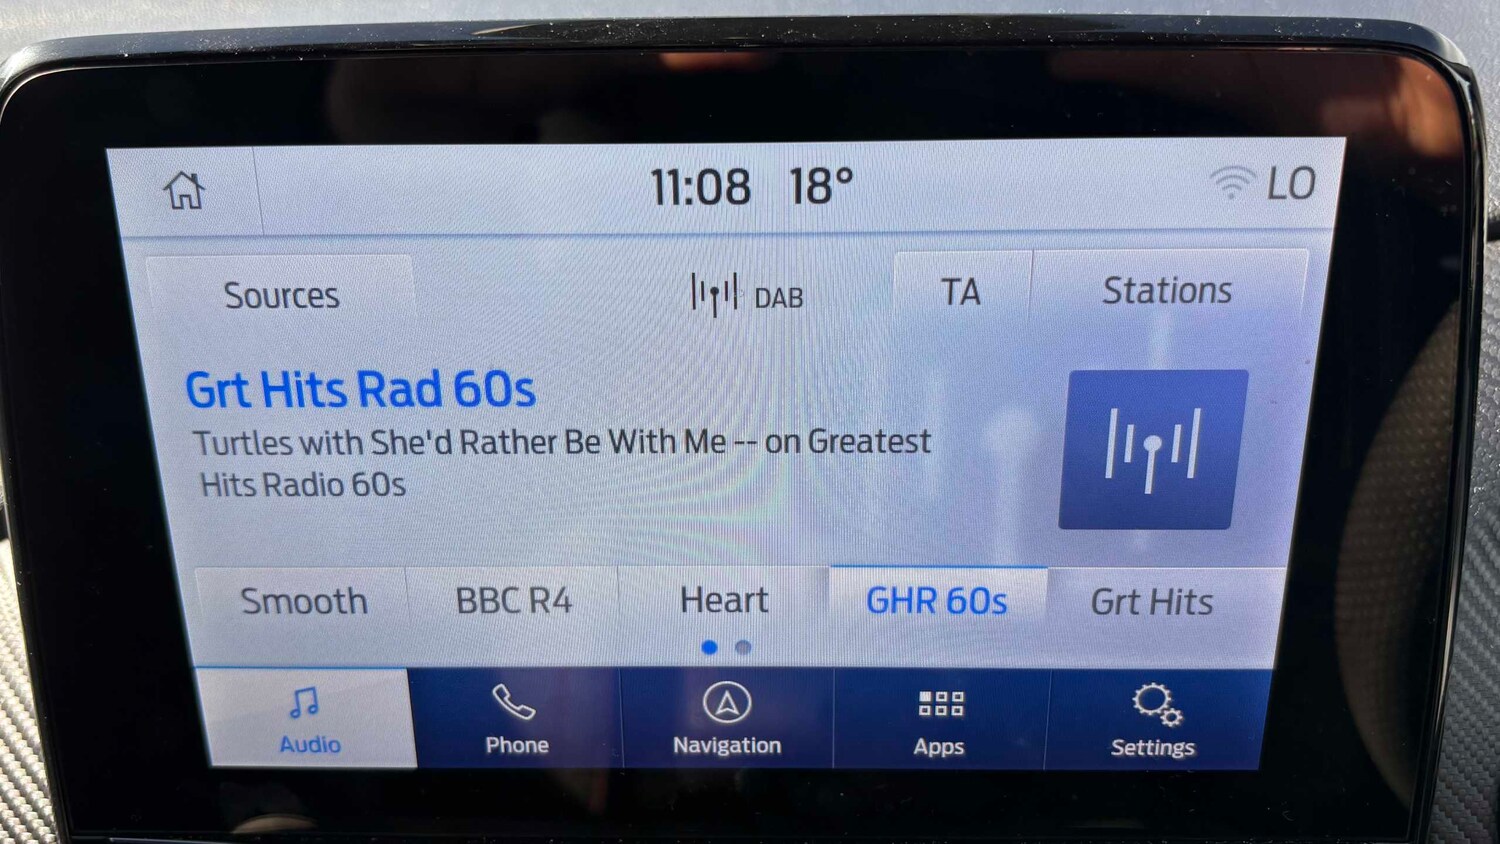 11:08 18° LO
Sources DAB TA Stations
Grt Hits Rad 60s
Turtles with She'd Rather Be With Me -- on Greatest
Hits Radio 60s
Smooth BBC R4 Heart GHR 60s Grt Hits
Audio Phone Navigation Apps Settings